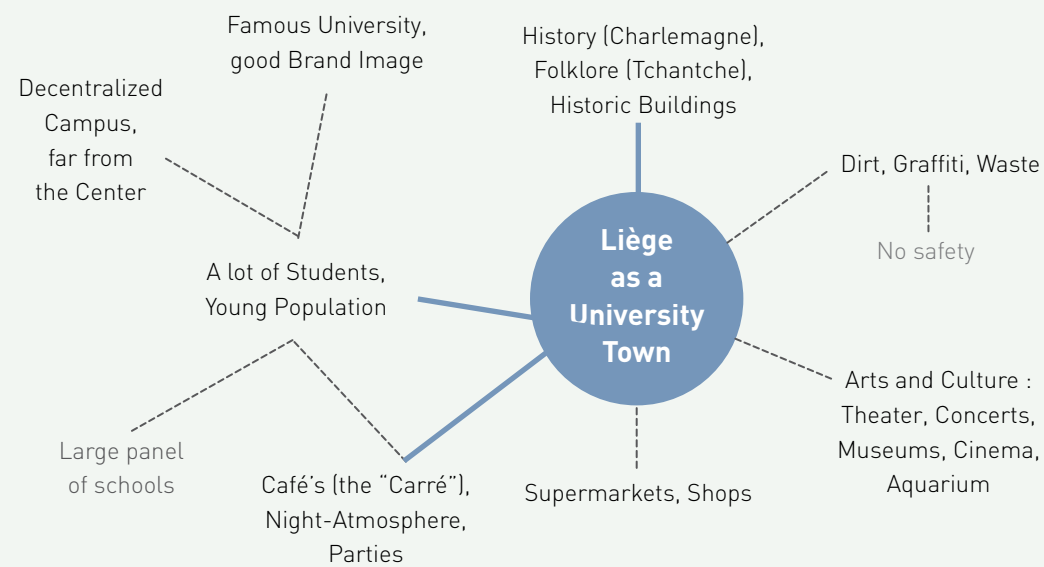 Famous University,
good Brand Image
History (Charlemagne),
Folklore (Tchantche),
Historic Buildings
Decentralized
Campus,
far from
the Center
Dirt, Graffiti, Waste
No safety
Liège
as a
University
Town
A lot of Students,
Young Population
Arts and Culture :
Theater, Concerts,
Museums, Cinema,
Aquarium
Large panel
of schools
Café's (the “Carré”),
Night-Atmosphere,
Parties
Supermarkets, Shops